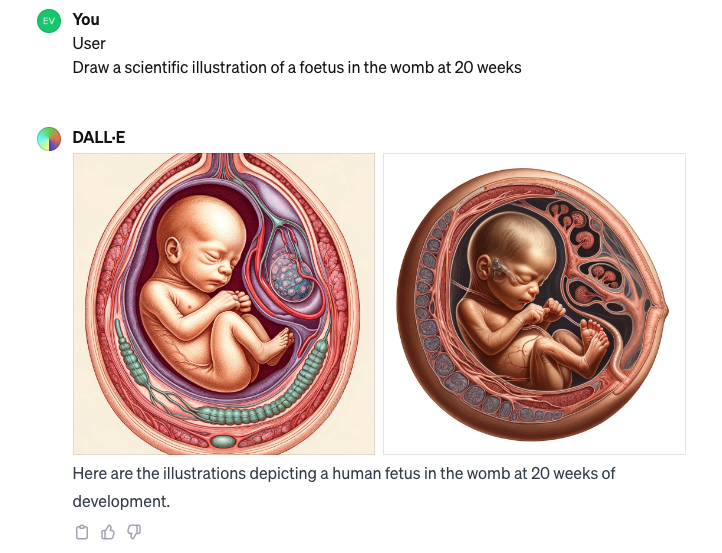 EV
You
User
Draw a scientific illustration of a foetus in the womb at 20 weeks
DALL·E
Here are the illustrations depicting a human fetus in the womb at 20 weeks of
development.